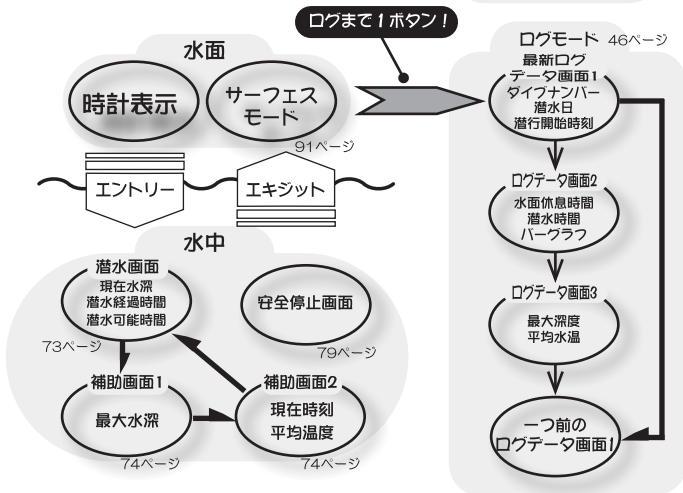 ログまで1ボタン！
水面
時計表示
サーフェス
モード
91ページ
エントリー
エキジット
水中
潜水画面
現在水深
潜水経過時間
潜水可能時間
73ページ
安全停止画面
79ページ
補助画面1
最大水深
74ページ
補助画面2
現在時刻
平均温度
74ページ
ログモード 46ページ
最新ログ
データ画面1
ダイブナンバー
潜水日
潜行開始時刻
ログデータ画面2
水面休息時間
潜水時間
バーグラフ
ログデータ画面3
最大深度
平均水温
一つ前の
ログデータ画面1